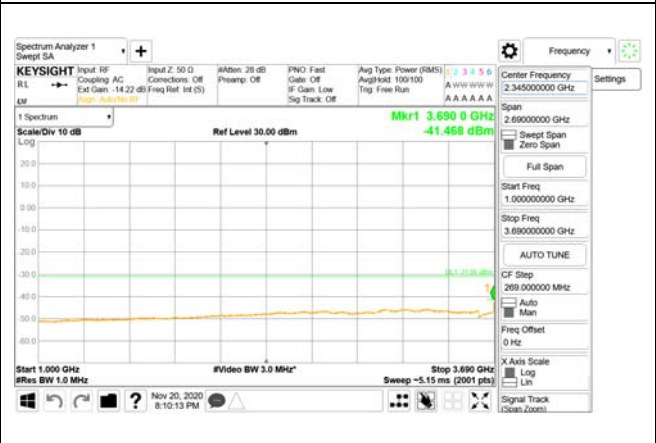 Spectrum Analyzer 1
Swept SA
Frequency
KEYSIGHT
RL
Input: RF
Coupling: AC
Ext Gain: -14.22 dB
Align: Auto/No RF
Input Z: 50 Ω
Corrections: Off
Freq Ref: Int (S)
#Atten: 28 dB
Preamp: Off
PNO: Fast
Gate: Off
IF Gain: Low
Sig Track: Off
Avg Type: Power (RMS)
Avg|Hold: 100/100
Trig: Free Run
1 2 3 4 5 6
A W W W W W
A A A A A A
1 Spectrum
Scale/Div 10 dB
Log
Ref Level 30.00 dBm
Mkr1 3.690 0 GHz
-41.468 dBm
20.0
10.0
0.00
-10.0
-20.0
-30.0
-40.0
-50.0
-60.0
1
Start 1.000 GHz
#Res BW 1.0 MHz
#Video BW 3.0 MHz*
Stop 3.690 GHz
Sweep ~5.15 ms (2001 pts)
Nov 20, 2020
8:10:13 PM
Center Frequency
2.345000000 GHz
Settings
Span
2.69000000 GHz
Swept Span
Zero Span
Full Span
Start Freq
1.000000000 GHz
Stop Freq
3.690000000 GHz
AUTO TUNE
CF Step
269.000000 MHz
Auto
Man
Freq Offset
0 Hz
X Axis Scale
Log
Lin
Signal Track
(Span Zoom)